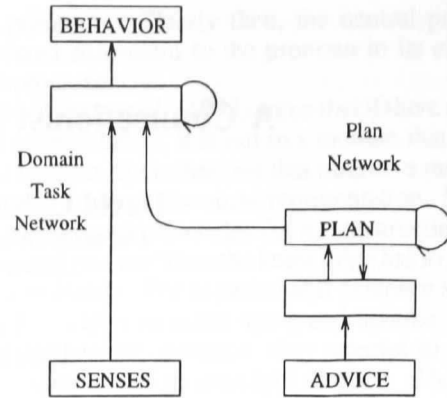 BEHAVIOR
Domain
Task
Network
Plan
Network
PLAN
SENSES
ADVICE